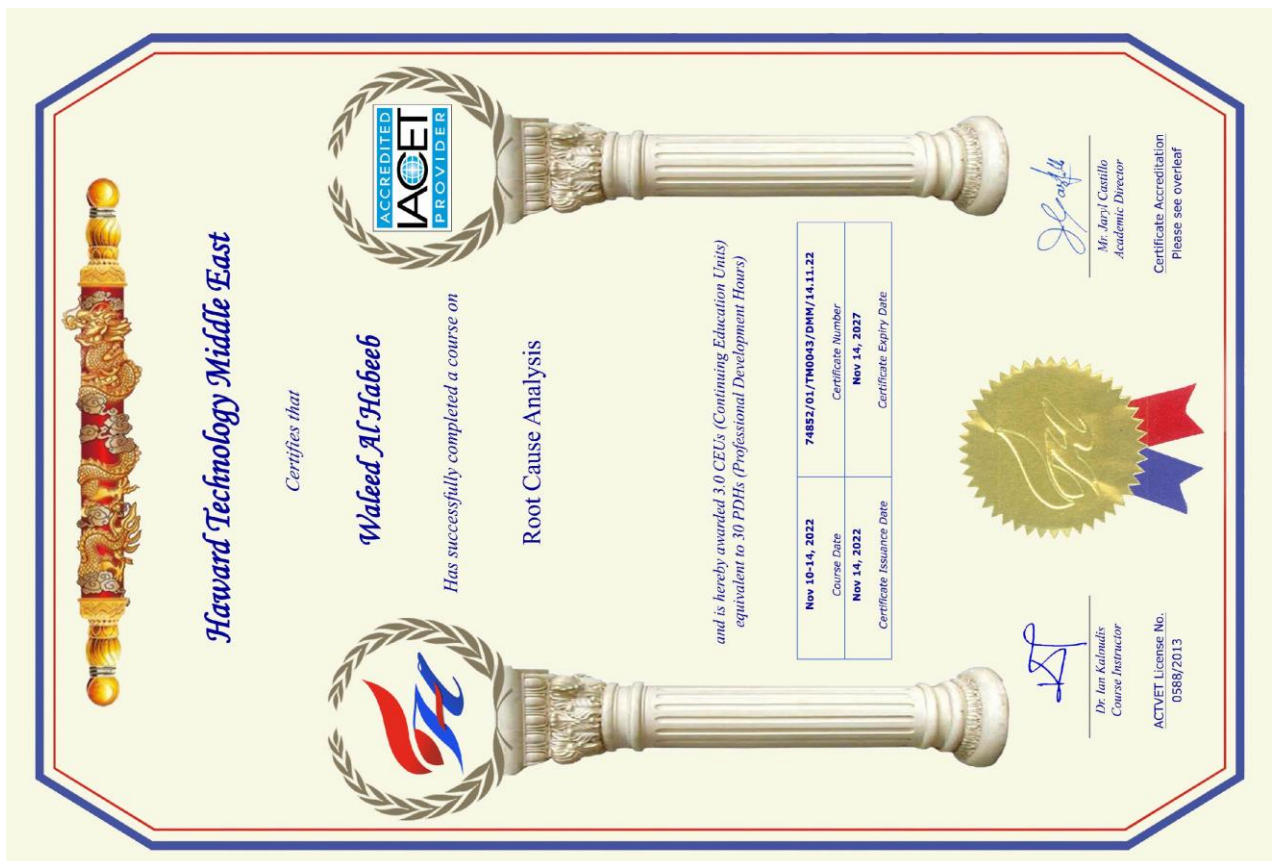 Haward Technology Middle East
Certifies that
Waleed Al Habeeb
ACCREDITED
IACET
PROVIDER
Has successfully completed a course on
Root Cause Analysis
and is hereby awarded 3.0 CEUs (Continuing Education Units)
equivalent to 30 PDHs (Professional Development Hours)
Nov 10-14, 2022
Course Date
74852/01/TM0043/DMM/14.11.22
Certificate Number
Nov 14, 2022
Certificate Issuance Date
Nov 14, 2027
Certificate Expiry Date
Dr. Ian Kaloudis
Course Instructor
Mr. Jaryl Castillo
Academic Director
ACTVET License No.
0588/2013
Certificate Accreditation
Please see overleaf